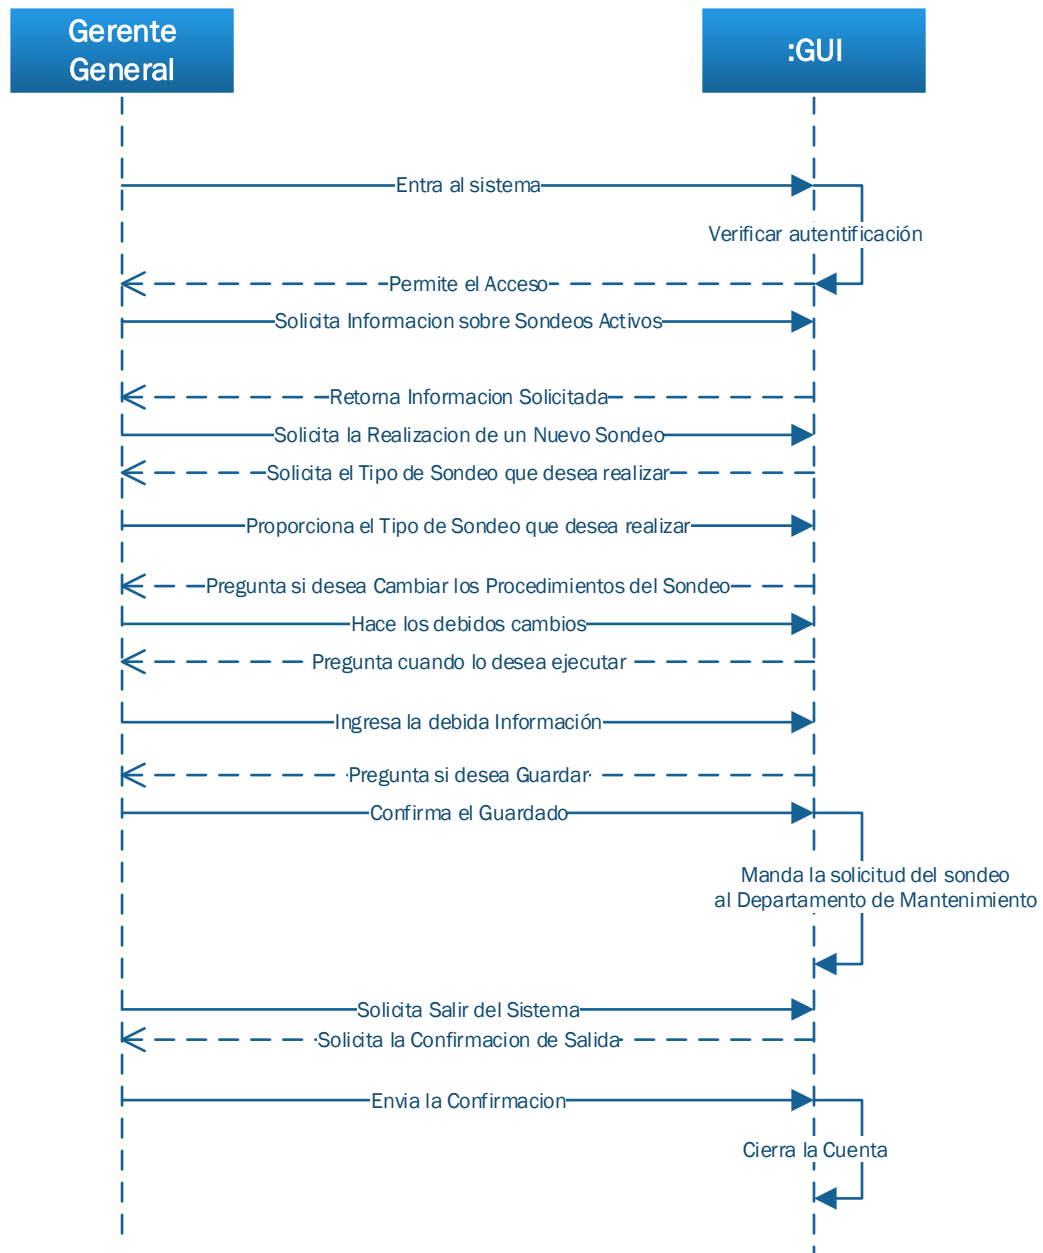 Gerente
General
:GUI
Entra al sistema
Verificar autentificación
Permite el Acceso
Solicita Informacion sobre Sondeos Activos
Retorna Informacion Solicitada
Solicita la Realizacion de un Nuevo Sondeo
Solicita el Tipo de Sondeo que desea realizar
Proporciona el Tipo de Sondeo que desea realizar
Pregunta si desea Cambiar los Procedimientos del Sondeo
Hace los debidos cambios
Pregunta cuando lo desea ejecutar
Ingresa la debida Información
Pregunta si desea Guardar
Confirma el Guardado
Manda la solicitud del sondeo
al Departamento de Mantenimiento
Solicita Salir del Sistema
Solicita la Confirmacion de Salida
Envia la Confirmacion
Cierra la Cuenta